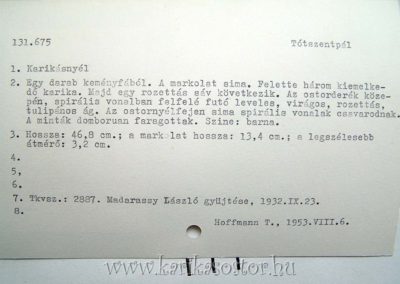 131.675 Tótszentpál
1. Karikásnyél
2. Egy darab keményfából. A markolat sima. Felette három kiemelke-
dő karika. Majd egy rozettás sáv következik. Az ostorderék köze-
pén, spirális vonalban felfelé futó leveles, virágos, rozettás,
tulipános ág. Az ostornyélfejen sima spirális vonalak csavarodnak.
A minták domboruan faragottak. Szine: barna.
3. Hossza: 46,8 cm.; a markolat hossza: 13,4 cm.; a legszélesebb
átmérő: 3,2 cm.
4.
5.
6.
7. Tkvsz.: 2887. Madarassy László gyüjtése, 1932.IX.23.
8.
Hoffmann T., 1953.VIII.6.
www.karikasostor.hu